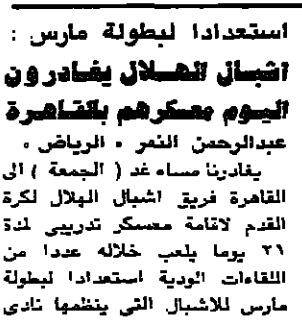 استعدادا لبطولة مارس :
اشبال الهلال يغادرون
اليوم معسكرهم بالقاهرة
عبدالرحمن النمر ـ الرياض ـ
يغادرنا مساء غد ( الجمعة ) الى
القاهرة فريق اشبال الهلال لكرة
القدم لاقامة معسكر تدريبي لمدة
٢١ يوما يلعب خلاله عددا من
اللقاءات الودية استعدادا لبطولة
مارس للاشبال التي ينظمها نادي